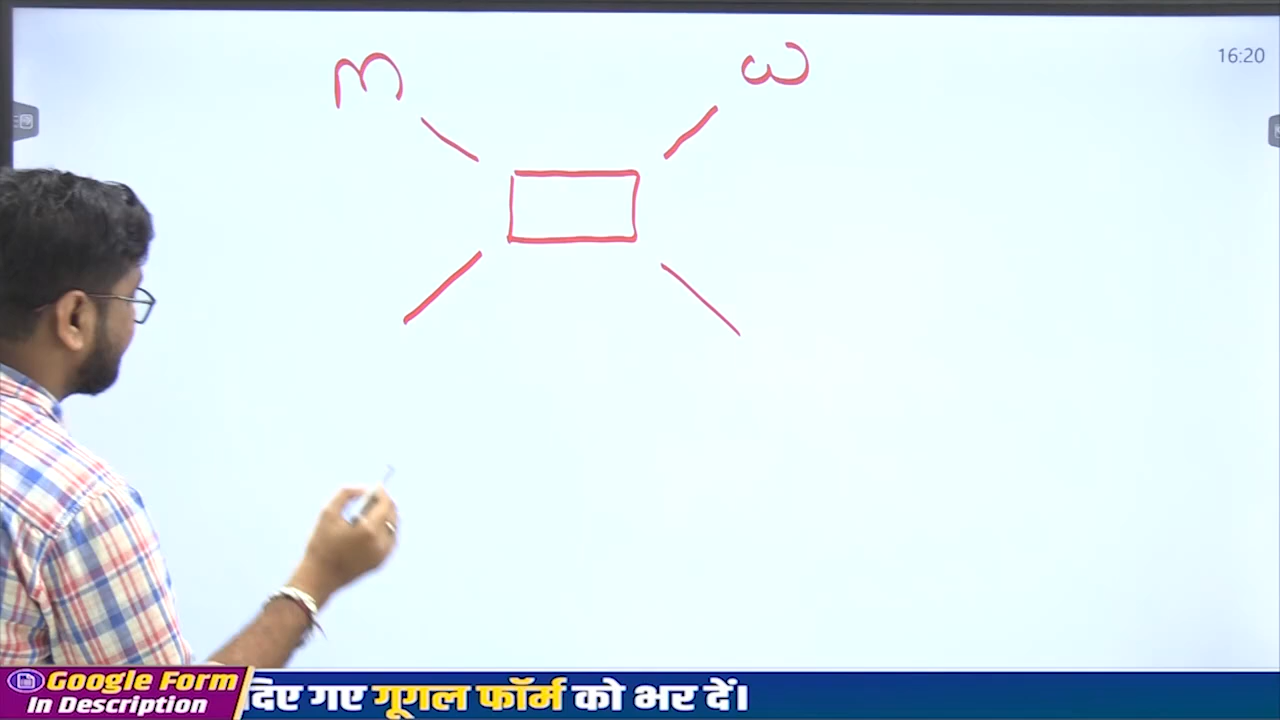 m
ω
16:20
Google Form
In Description
दिए गए गूगल फॉर्म को भर दें।